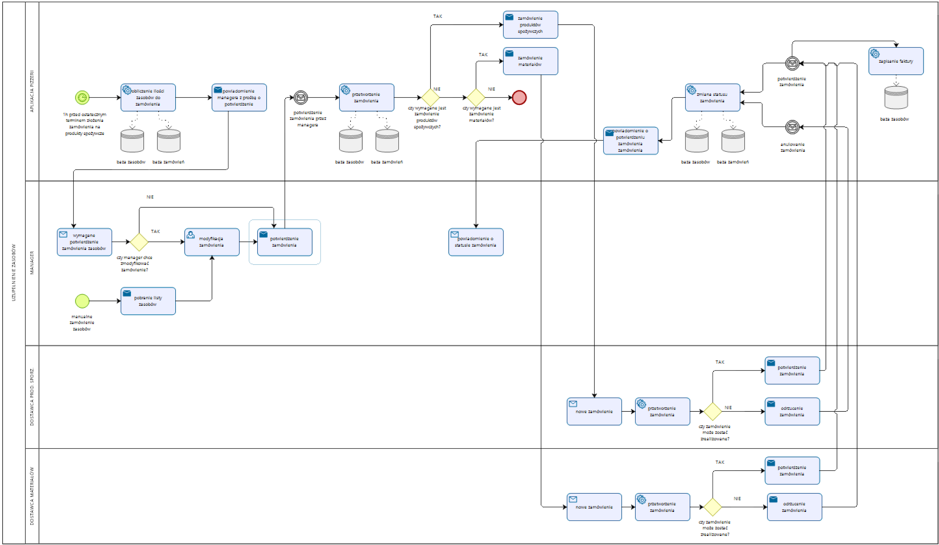 UZUPEŁNIENIE ZASOBÓW
APLIKACJA PIZZERII
1h przed ostatecznym
terminem złożenia
zamówienia na
produkty spożywcze
obliczenie ilości
zasobów do
zamówienia
baza zasobów
baza zamówień
powiadomienie
managera z prośbą o
potwierdzenie
potwierdzenie
zamówienia przez
managera
przetworzenie
zamówienia
baza zasobów
baza zamówień
czy wymagane jest
zamówienie
produktów
spożywczych?
TAK
NIE
zamówienie
produktów
spożywczych
czy wymagane jest
zamówienie
materiałów?
TAK
NIE
zamówienie
materiałów
powiadomienie o
potwierdzeniu
zamówienia
zamówienia
zmiana statusu
zamówienia
baza zasobów
baza zamówień
potwierdzenie
zamówienia
anulowanie
zamówienia
zapisanie faktury
baza zasobów
MANAGER
wymagane
potwierdzenie
zamówienia zasobów
czy manager chce
zmodyfikować
zamówienie?
NIE
TAK
modyfikacja
zamówienia
potwierdzenie
zamówienia
manualne
zamówienie
zasobów
pobranie listy
zasobów
powiadomienie o
statusie zamówienia
DOSTAWCA PROD. SPOŻ
nowe zamówienie
przetworzenie
zamówienia
czy zamówienie
może zostać
zrealizowane?
TAK
NIE
potwierdzenie
zamówienia
odrzucenie
zamówienia
DOSTAWCA MATERIAŁÓW
nowe zamówienie
przetworzenie
zamówienia
czy zamówienie
może zostać
zrealizowane?
TAK
NIE
potwierdzenie
zamówienia
odrzucenie
zamówienia